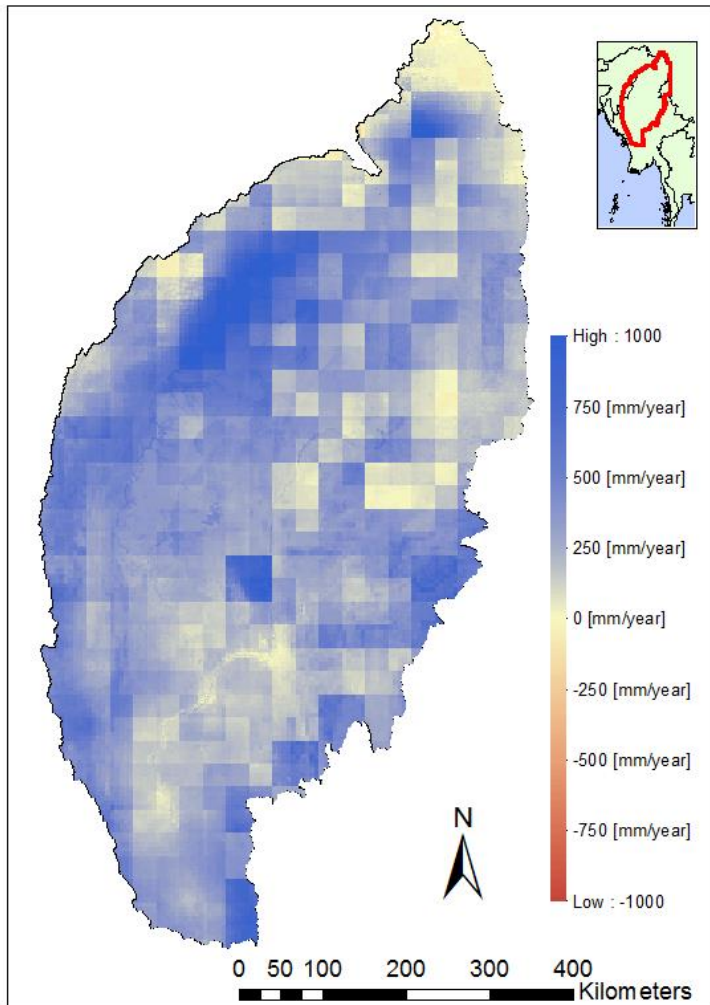 High : 1000
750 [mm/year]
500 [mm/year]
250 [mm/year]
0 [mm/year]
-250 [mm/year]
-500 [mm/year]
-750 [mm/year]
Low : -1000
N
0 50 100 200 300 400
Kilometers